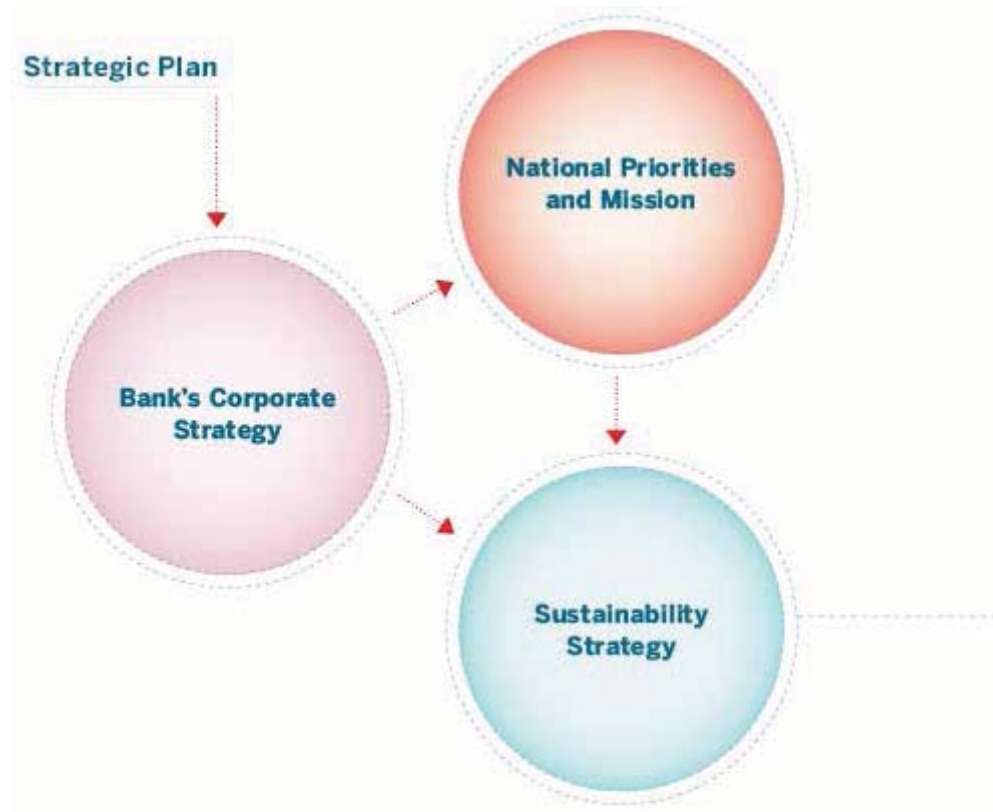 Strategic Plan
National Priorities
and Mission
Bank's Corporate
Strategy
Sustainability
Strategy